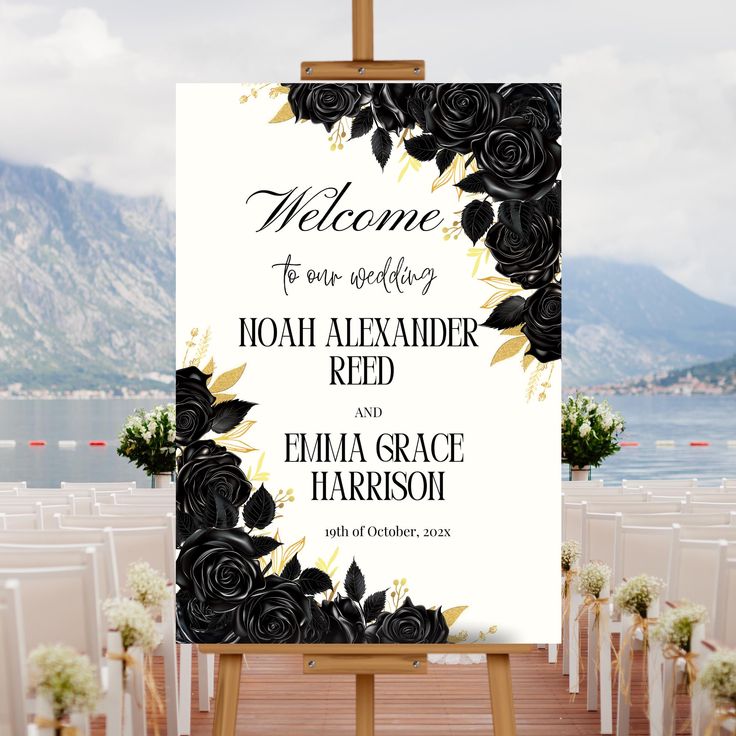 Welcome
to our wedding
NOAH ALEXANDER
REED
AND
EMMA GRACE
HARRISON
19th of October, 202x